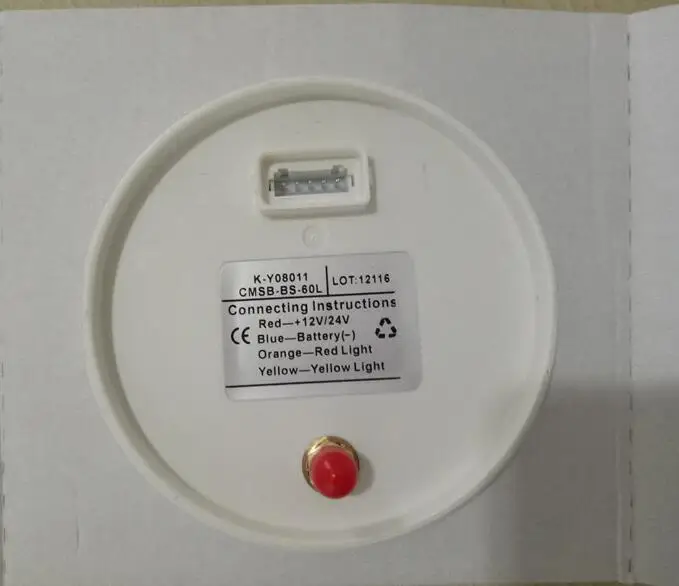 K-Y08011
CMSB-BS-60L
LOT:12116
Connecting Instructions
Red—+12V/24V
CE
Blue—Battery(-)
Orange—Red Light
Yellow—Yellow Light